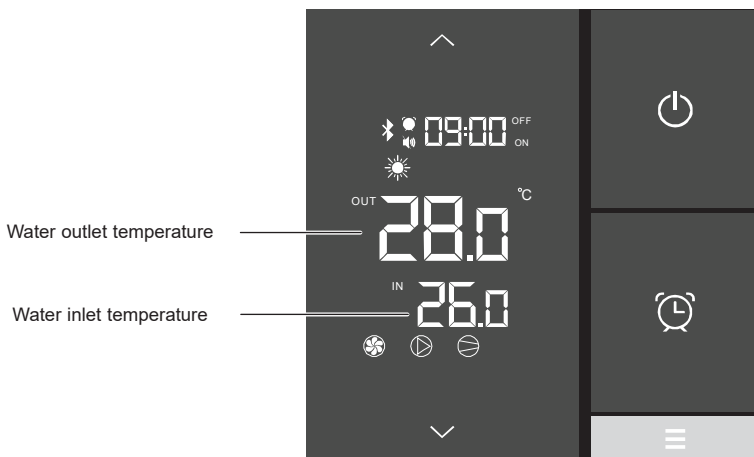 09:00 OFF
ON
OUT 28.0 °C
Water outlet temperature
IN 26.0
Water inlet temperature